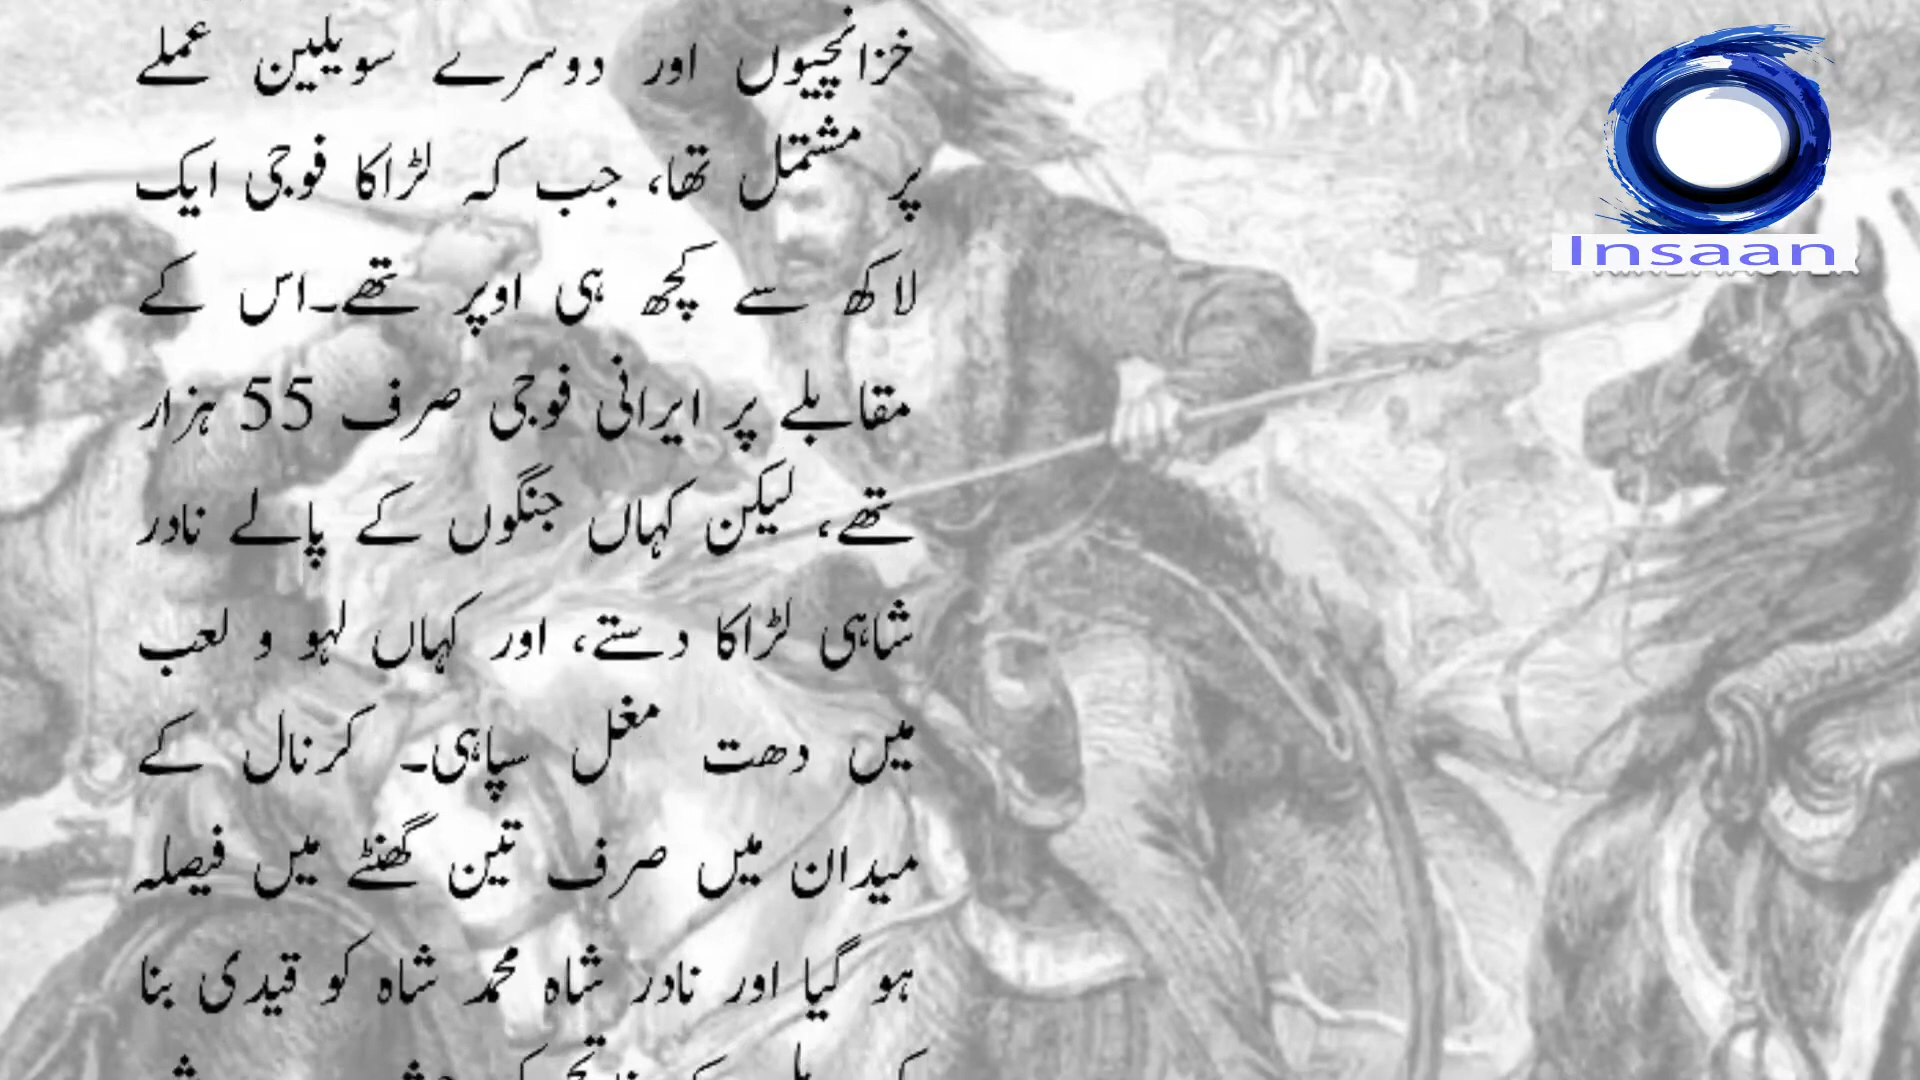 خزانچیوں اور دوسرے سویلین عملے
پر مشتمل تھا، جب کہ لڑاکا فوجی ایک
لاکھ سے کچھ ہی اوپر تھے۔اس کے
مقابلے پر ایرانی فوجی صرف 55 ہزار
تھے، لیکن کہاں جنگوں کے پالے نادر
شاہی لڑاکا دستے، اور کہاں لہو و لعب
میں دھت مغل سپاہی۔ کرنال کے
میدان میں صرف تین گھنٹے میں فیصلہ
ہو گیا اور نادر شاہ محمد شاہ کو قیدی بنا
Insaan